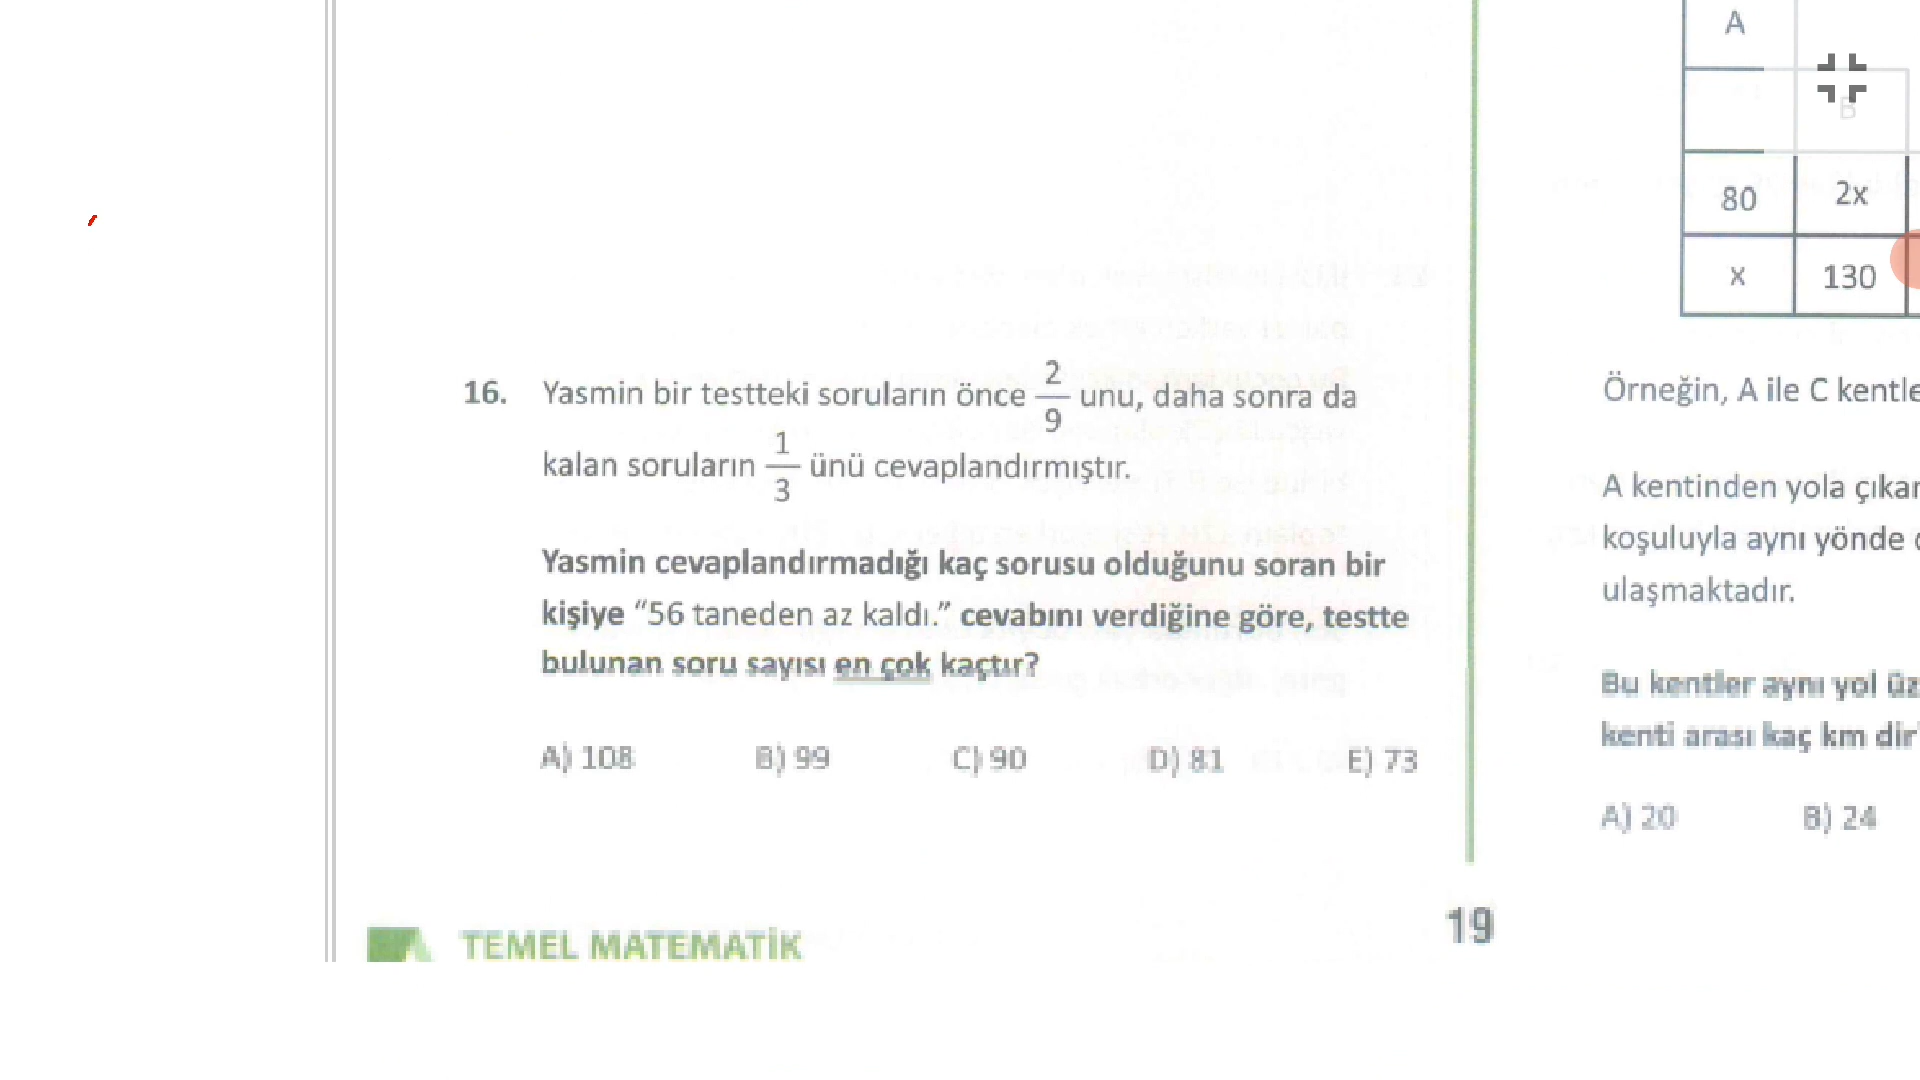 A
B
80 2x
x 130
16. Yasmin bir testteki soruların önce 2/9 unu, daha sonra da
kalan soruların 1/3 ünü cevaplandırmıştır.
Yasmin cevaplandırmadığı kaç sorusu olduğunu soran bir
kişiye “56 taneden az kaldı.” cevabını verdiğine göre, testte
bulunan soru sayısı en çok kaçtır?
A) 108 B) 99 C) 90 D) 81 E) 73
Örneğin, A ile C kentle
A kentinden yola çıkar
koşuluyla aynı yönde
ulaşmaktadır.
Bu kentler aynı yol üz
kenti arası kaç km dir
A) 20 B) 24
TEMEL MATEMATİK
19